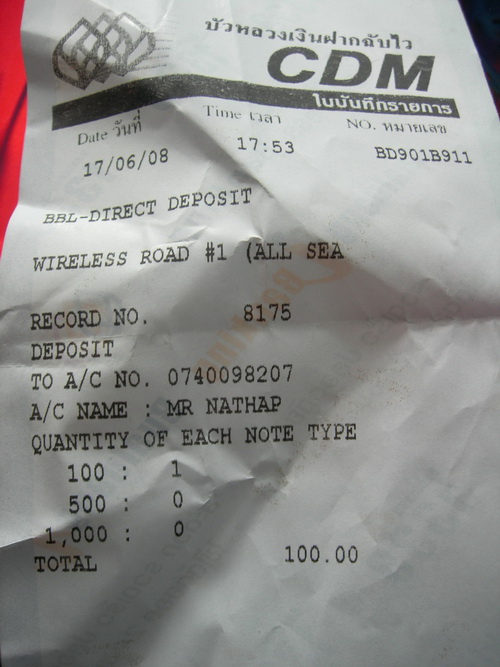 บัวหลวงเงินฝากฉับไว
CDM
ใบบันทึกรายการ
Date วันที่ Time เวลา NO. หมายเลข
17/06/08 17:53 BD901B911
BBL-DIRECT DEPOSIT
WIRELESS ROAD #1 (ALL SEA
RECORD NO. 8175
DEPOSIT
TO A/C NO. 0740098207
A/C NAME : MR NATHAP
QUANTITY OF EACH NOTE TYPE
100 : 1
500 : 0
1,000 : 0
TOTAL 100.00